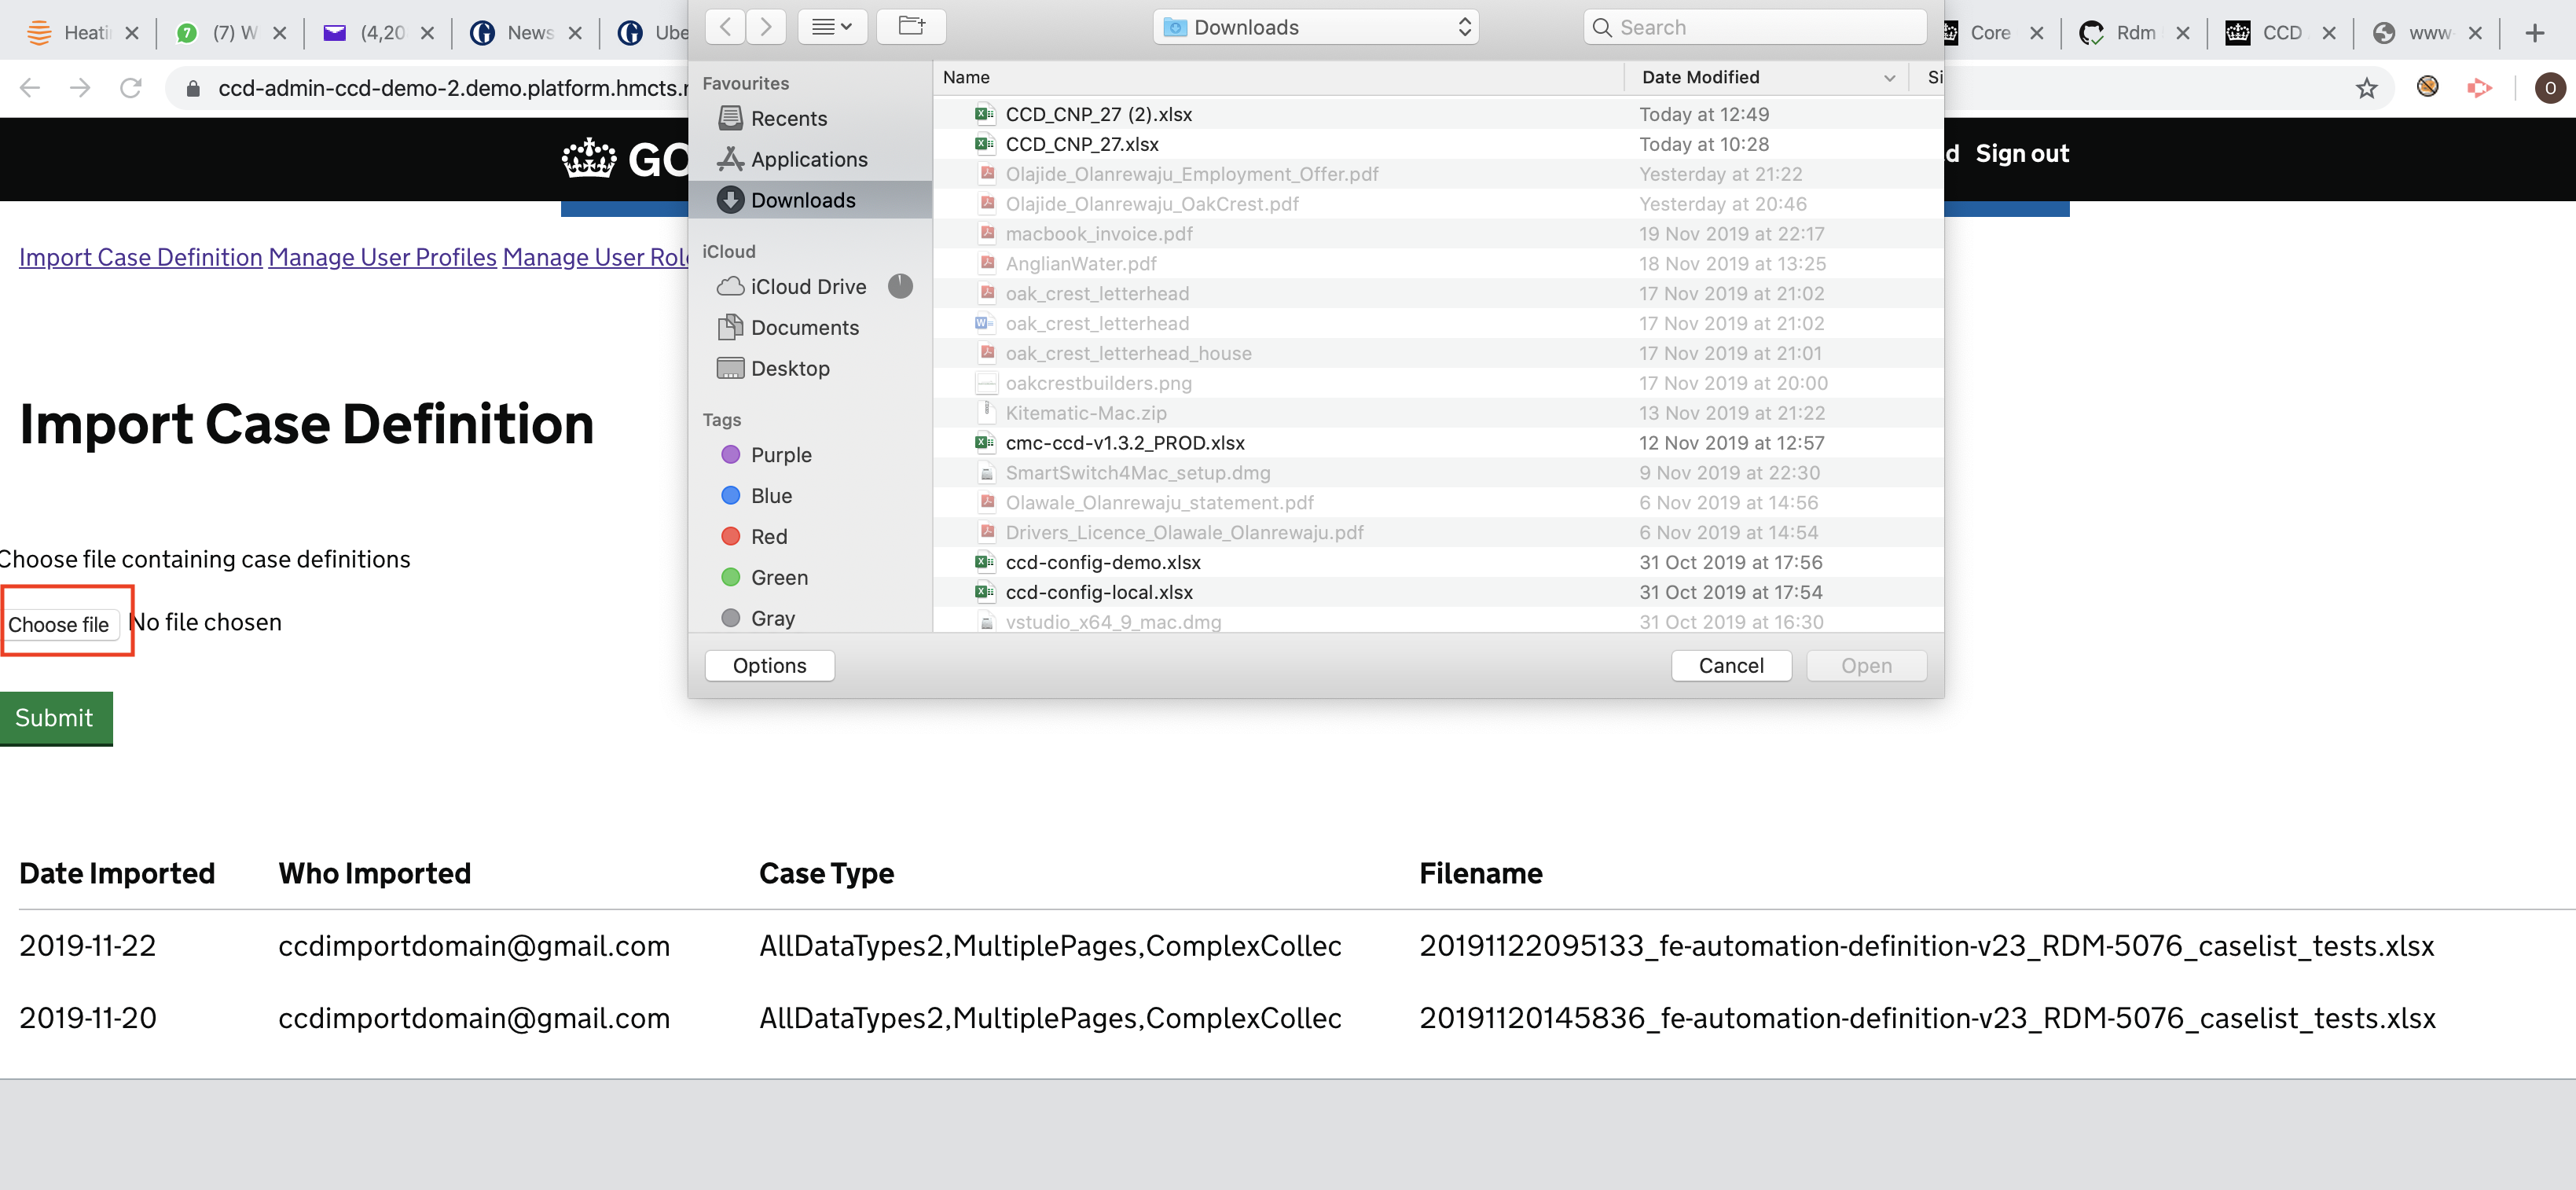 Heati
(7) W
(4,20
News
Ube
Downloads
Search
Core
Rdm
CCD
www
ccd-admin-ccd-demo-2.demo.platform.hmcts.r
O
GO
d Sign out
Favourites
Recents
Applications
Downloads
iCloud
iCloud Drive
Documents
Desktop
Tags
Purple
Blue
Red
Green
Gray
Name Date Modified Si
CCD_CNP_27 (2).xlsx Today at 12:49
CCD_CNP_27.xlsx Today at 10:28
Olajide_Olanrewaju_Employment_Offer.pdf Yesterday at 21:22
Olajide_Olanrewaju_OakCrest.pdf Yesterday at 20:46
macbook_invoice.pdf 19 Nov 2019 at 22:17
AnglianWater.pdf 18 Nov 2019 at 13:25
oak_crest_letterhead 17 Nov 2019 at 21:02
oak_crest_letterhead 17 Nov 2019 at 21:02
oak_crest_letterhead_house 17 Nov 2019 at 21:01
oakcrestbuilders.png 17 Nov 2019 at 20:00
Kitematic-Mac.zip 13 Nov 2019 at 21:22
cmc-ccd-v1.3.2_PROD.xlsx 12 Nov 2019 at 12:57
SmartSwitch4Mac_setup.dmg 9 Nov 2019 at 22:30
Olawale_Olanrewaju_statement.pdf 6 Nov 2019 at 14:56
Drivers_Licence_Olawale_Olanrewaju.pdf 6 Nov 2019 at 14:54
ccd-config-demo.xlsx 31 Oct 2019 at 17:56
ccd-config-local.xlsx 31 Oct 2019 at 17:54
vstudio_x64_9_mac.dmg 31 Oct 2019 at 16:30
Options Cancel Open
Import Case Definition Manage User Profiles Manage User Rol
Import Case Definition
Choose file containing case definitions
Choose file No file chosen
Submit
Date Imported Who Imported Case Type Filename
2019-11-22 ccdimportdomain@gmail.com AllDataTypes2,MultiplePages,ComplexCollec 20191122095133_fe-automation-definition-v23_RDM-5076_caselist_tests.xlsx
2019-11-20 ccdimportdomain@gmail.com AllDataTypes2,MultiplePages,ComplexCollec 20191120145836_fe-automation-definition-v23_RDM-5076_caselist_tests.xlsx